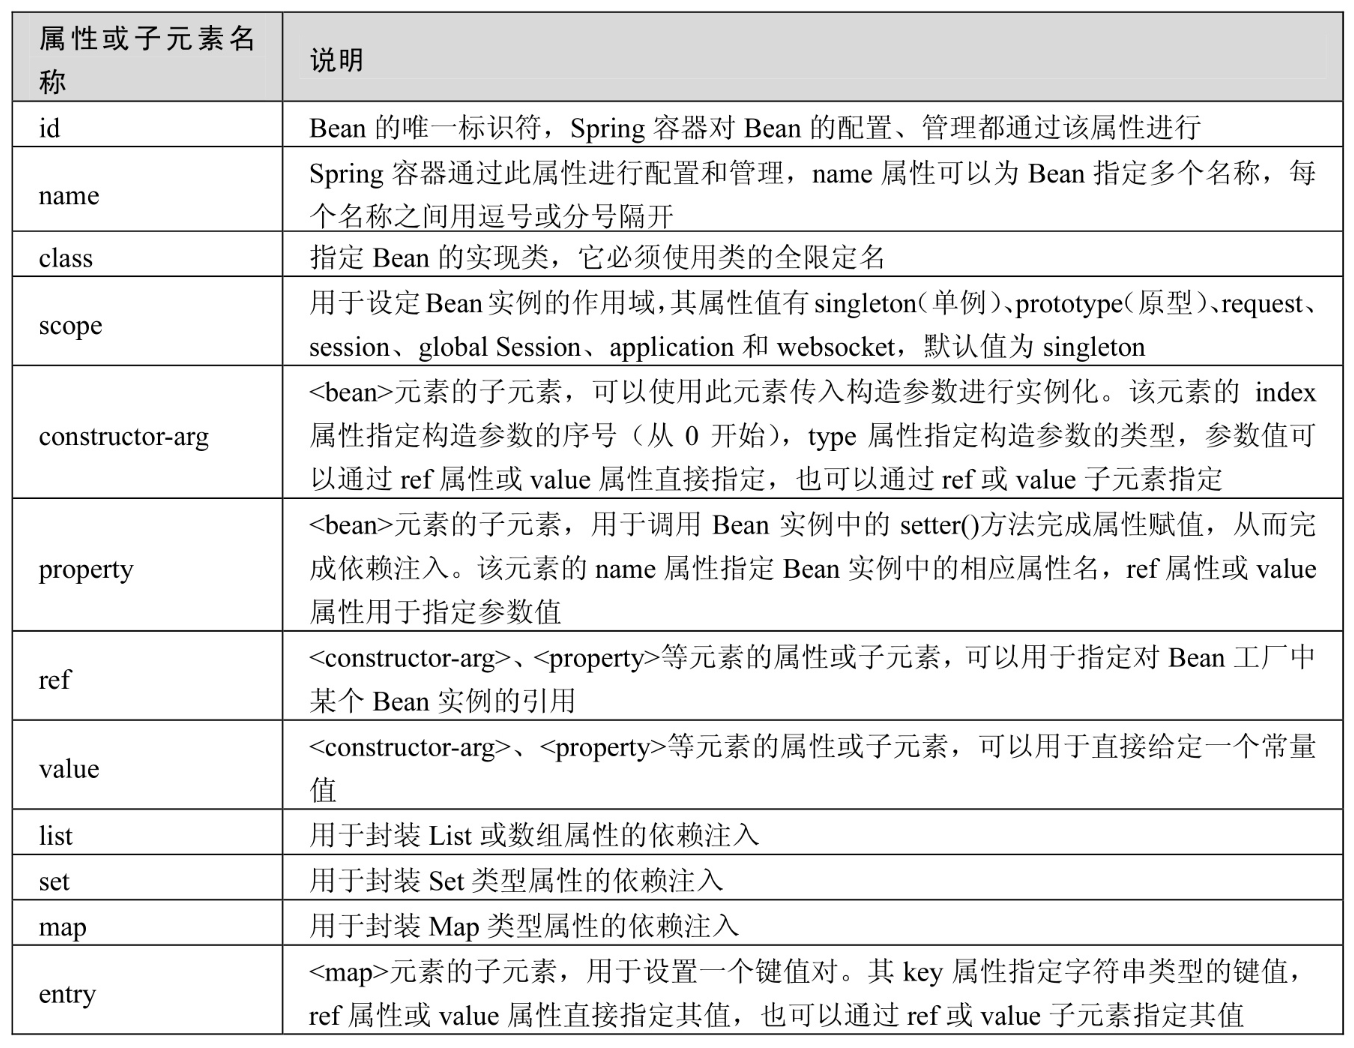 属性或子元素名
称
说明
id
Bean 的唯一标识符，Spring 容器对 Bean 的配置、管理都通过该属性进行
name
Spring 容器通过此属性进行配置和管理，name 属性可以为 Bean 指定多个名称，每
个名称之间用逗号或分号隔开
class
指定 Bean 的实现类，它必须使用类的全限定名
scope
用于设定 Bean 实例的作用域，其属性值有 singleton（单例）、prototype（原型）、request、
session、global Session、application 和 websocket，默认值为 singleton
constructor-arg
<bean>元素的子元素，可以使用此元素传入构造参数进行实例化。该元素的 index
属性指定构造参数的序号（从 0 开始），type 属性指定构造参数的类型，参数值可
以通过 ref 属性或 value 属性直接指定，也可以通过 ref 或 value 子元素指定
property
<bean>元素的子元素，用于调用 Bean 实例中的 setter()方法完成属性赋值，从而完
成依赖注入。该元素的 name 属性指定 Bean 实例中的相应属性名，ref 属性或 value
属性用于指定参数值
ref
<constructor-arg>、<property>等元素的属性或子元素，可以用于指定对 Bean 工厂中
某个 Bean 实例的引用
value
<constructor-arg>、<property>等元素的属性或子元素，可以用于直接给定一个常量
值
list
用于封装 List 或数组属性的依赖注入
set
用于封装 Set 类型属性的依赖注入
map
用于封装 Map 类型属性的依赖注入
entry
<map>元素的子元素，用于设置一个键值对。其 key 属性指定字符串类型的键值，
ref 属性或 value 属性直接指定其值，也可以通过 ref 或 value 子元素指定其值